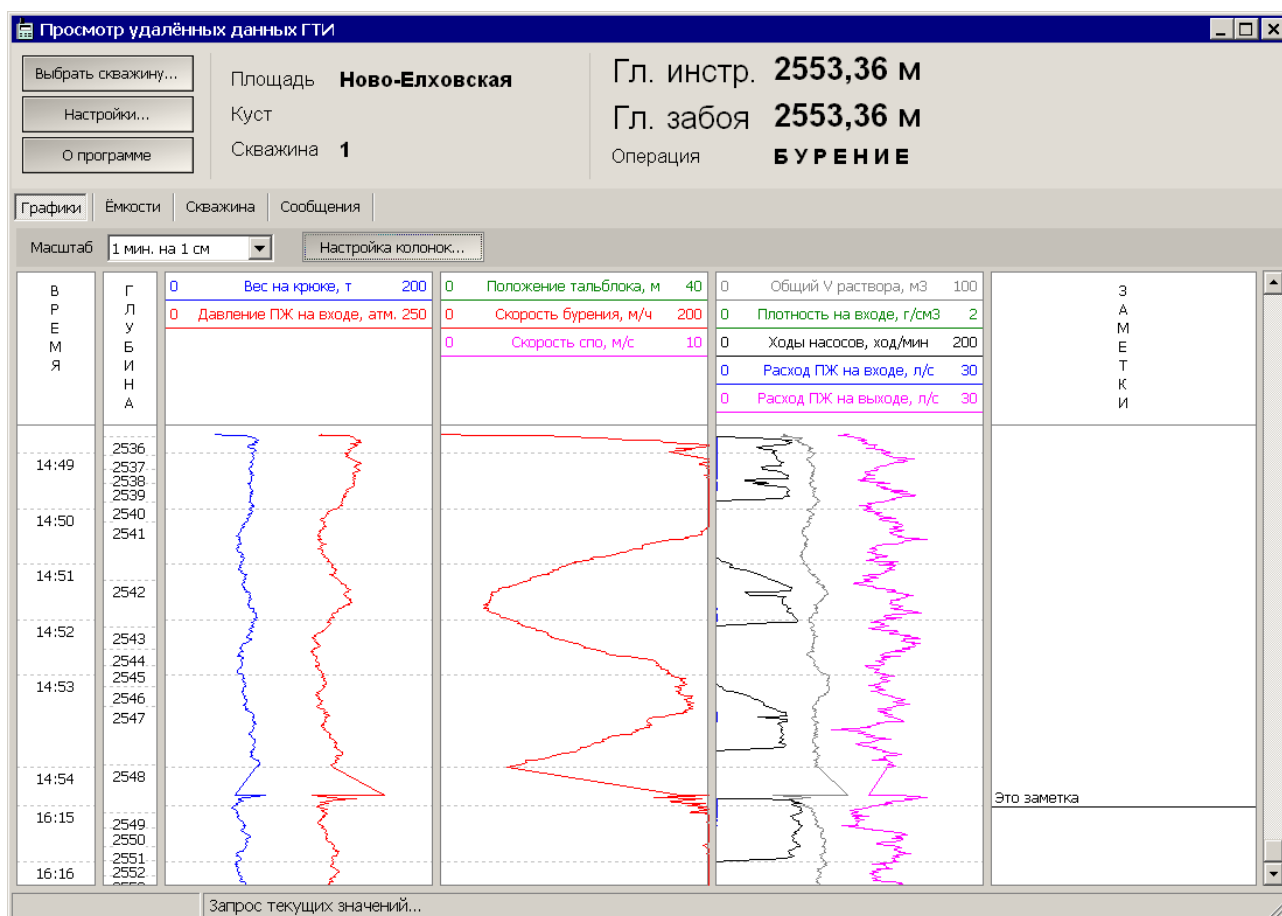 Просмотр удалённых данных ГТИ
Выбрать скважину...
Настройки...
О программе
Площадь Ново-Елховская
Куст
Скважина 1
Гл. инстр. 2553,36 м
Гл. забоя 2553,36 м
Операция БУРЕНИЕ
Графики Ёмкости Скважина Сообщения
Масштаб 1 мин. на 1 см Настройка колонок...
ВРЕМЯ
ГЛУБИНА
0 Вес на крюке, т 200
0 Давление ПЖ на входе, атм. 250
0 Положение тальблока, м 40
0 Скорость бурения, м/ч 200
0 Скорость спо, м/с 10
0 Общий V раствора, м3 100
0 Плотность на входе, г/см3 2
0 Ходы насосов, ход/мин 200
0 Расход ПЖ на входе, л/с 30
0 Расход ПЖ на выходе, л/с 30
ЗАМЕТКИ
14:49
14:50
14:51
14:52
14:53
14:54
16:15
16:16
2536
2537
2538
2539
2540
2541
2542
2543
2544
2545
2546
2547
2548
2549
2550
2551
2552
Это заметка
Запрос текущих значений...